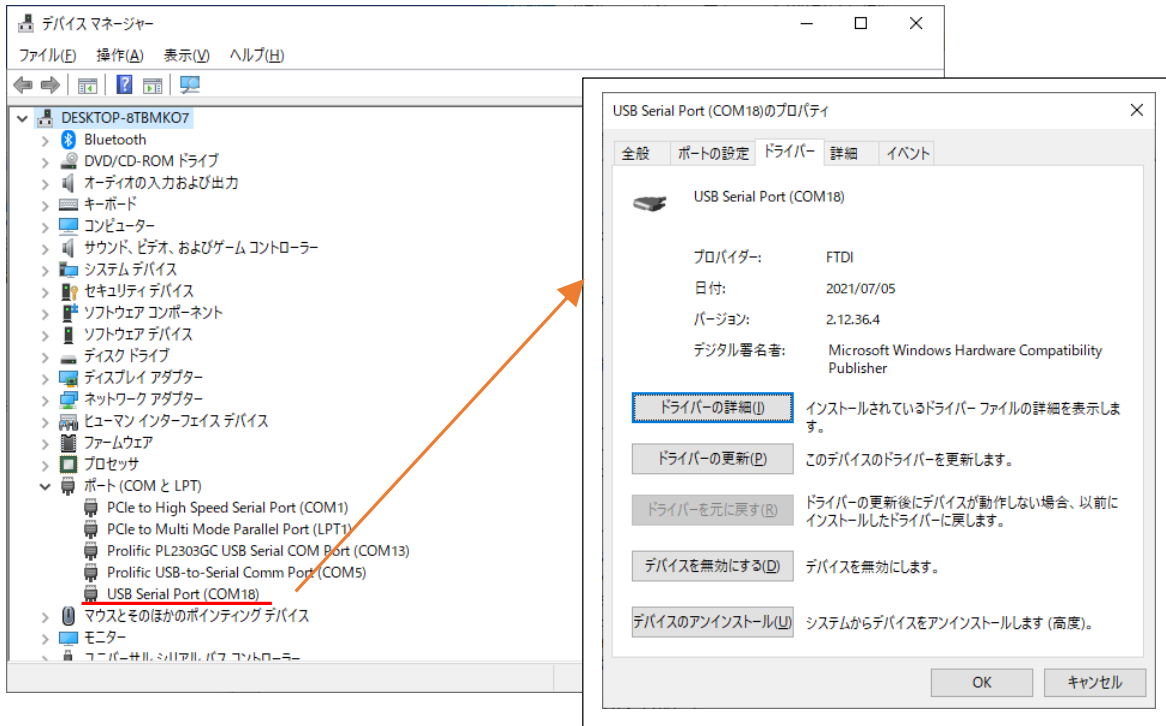 デバイス マネージャー
ファイル(F) 操作(A) 表示(V) ヘルプ(H)
DESKTOP-8TBMKO7
Bluetooth
DVD/CD-ROM ドライブ
オーディオの入力および出力
キーボード
コンピューター
サウンド、ビデオ、およびゲーム コントローラー
システム デバイス
セキュリティ デバイス
ソフトウェア コンポーネント
ソフトウェア デバイス
ディスク ドライブ
ディスプレイ アダプター
ネットワーク アダプター
ヒューマン インターフェイス デバイス
ファームウェア
プロセッサ
ポート (COM と LPT)
PCIe to High Speed Serial Port (COM1)
PCIe to Multi Mode Parallel Port (LPT1)
Prolific PL2303GC USB Serial COM Port (COM13)
Prolific USB-to-Serial Comm Port (COM5)
USB Serial Port (COM18)
マウスとそのほかのポインティング デバイス
モニター
ユニバーサル シリアル バス コントローラー
USB Serial Port (COM18)のプロパティ
全般 ポートの設定 ドライバー 詳細 イベント
USB Serial Port (COM18)
プロバイダー: FTDI
日付: 2021/07/05
バージョン: 2.12.36.4
デジタル署名者: Microsoft Windows Hardware Compatibility
Publisher
ドライバーの詳細(I) インストールされているドライバー ファイルの詳細を表示しま
す。
ドライバーの更新(P) このデバイスのドライバーを更新します。
ドライバーを元に戻す(R) ドライバーの更新後にデバイスが動作しない場合、以前に
インストールしたドライバーに戻します。
デバイスを無効にする(D) デバイスを無効にします。
デバイスのアンインストール(U) システムからデバイスをアンインストールします (高度)。
OK キャンセル